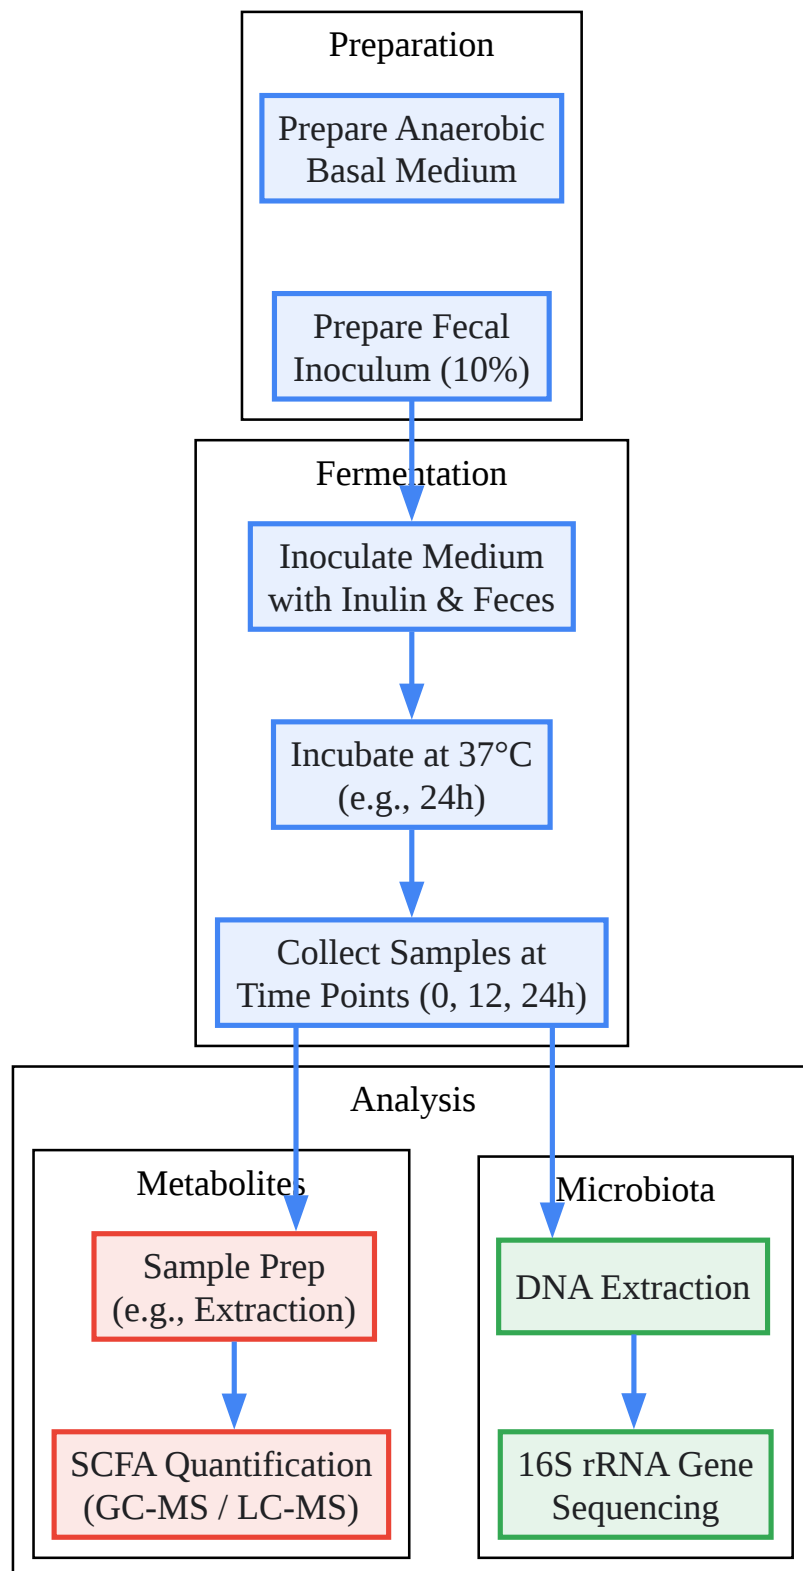 Preparation
Prepare Anaerobic
Basal Medium
Prepare Fecal
Inoculum (10%)
Fermentation
Inoculate Medium
with Inulin & Feces
Incubate at 37°C
(e.g., 24h)
Collect Samples at
Time Points (0, 12, 24h)
Analysis
Metabolites
Sample Prep
(e.g., Extraction)
SCFA Quantification
(GC-MS / LC-MS)
Microbiota
DNA Extraction
16S rRNA Gene
Sequencing